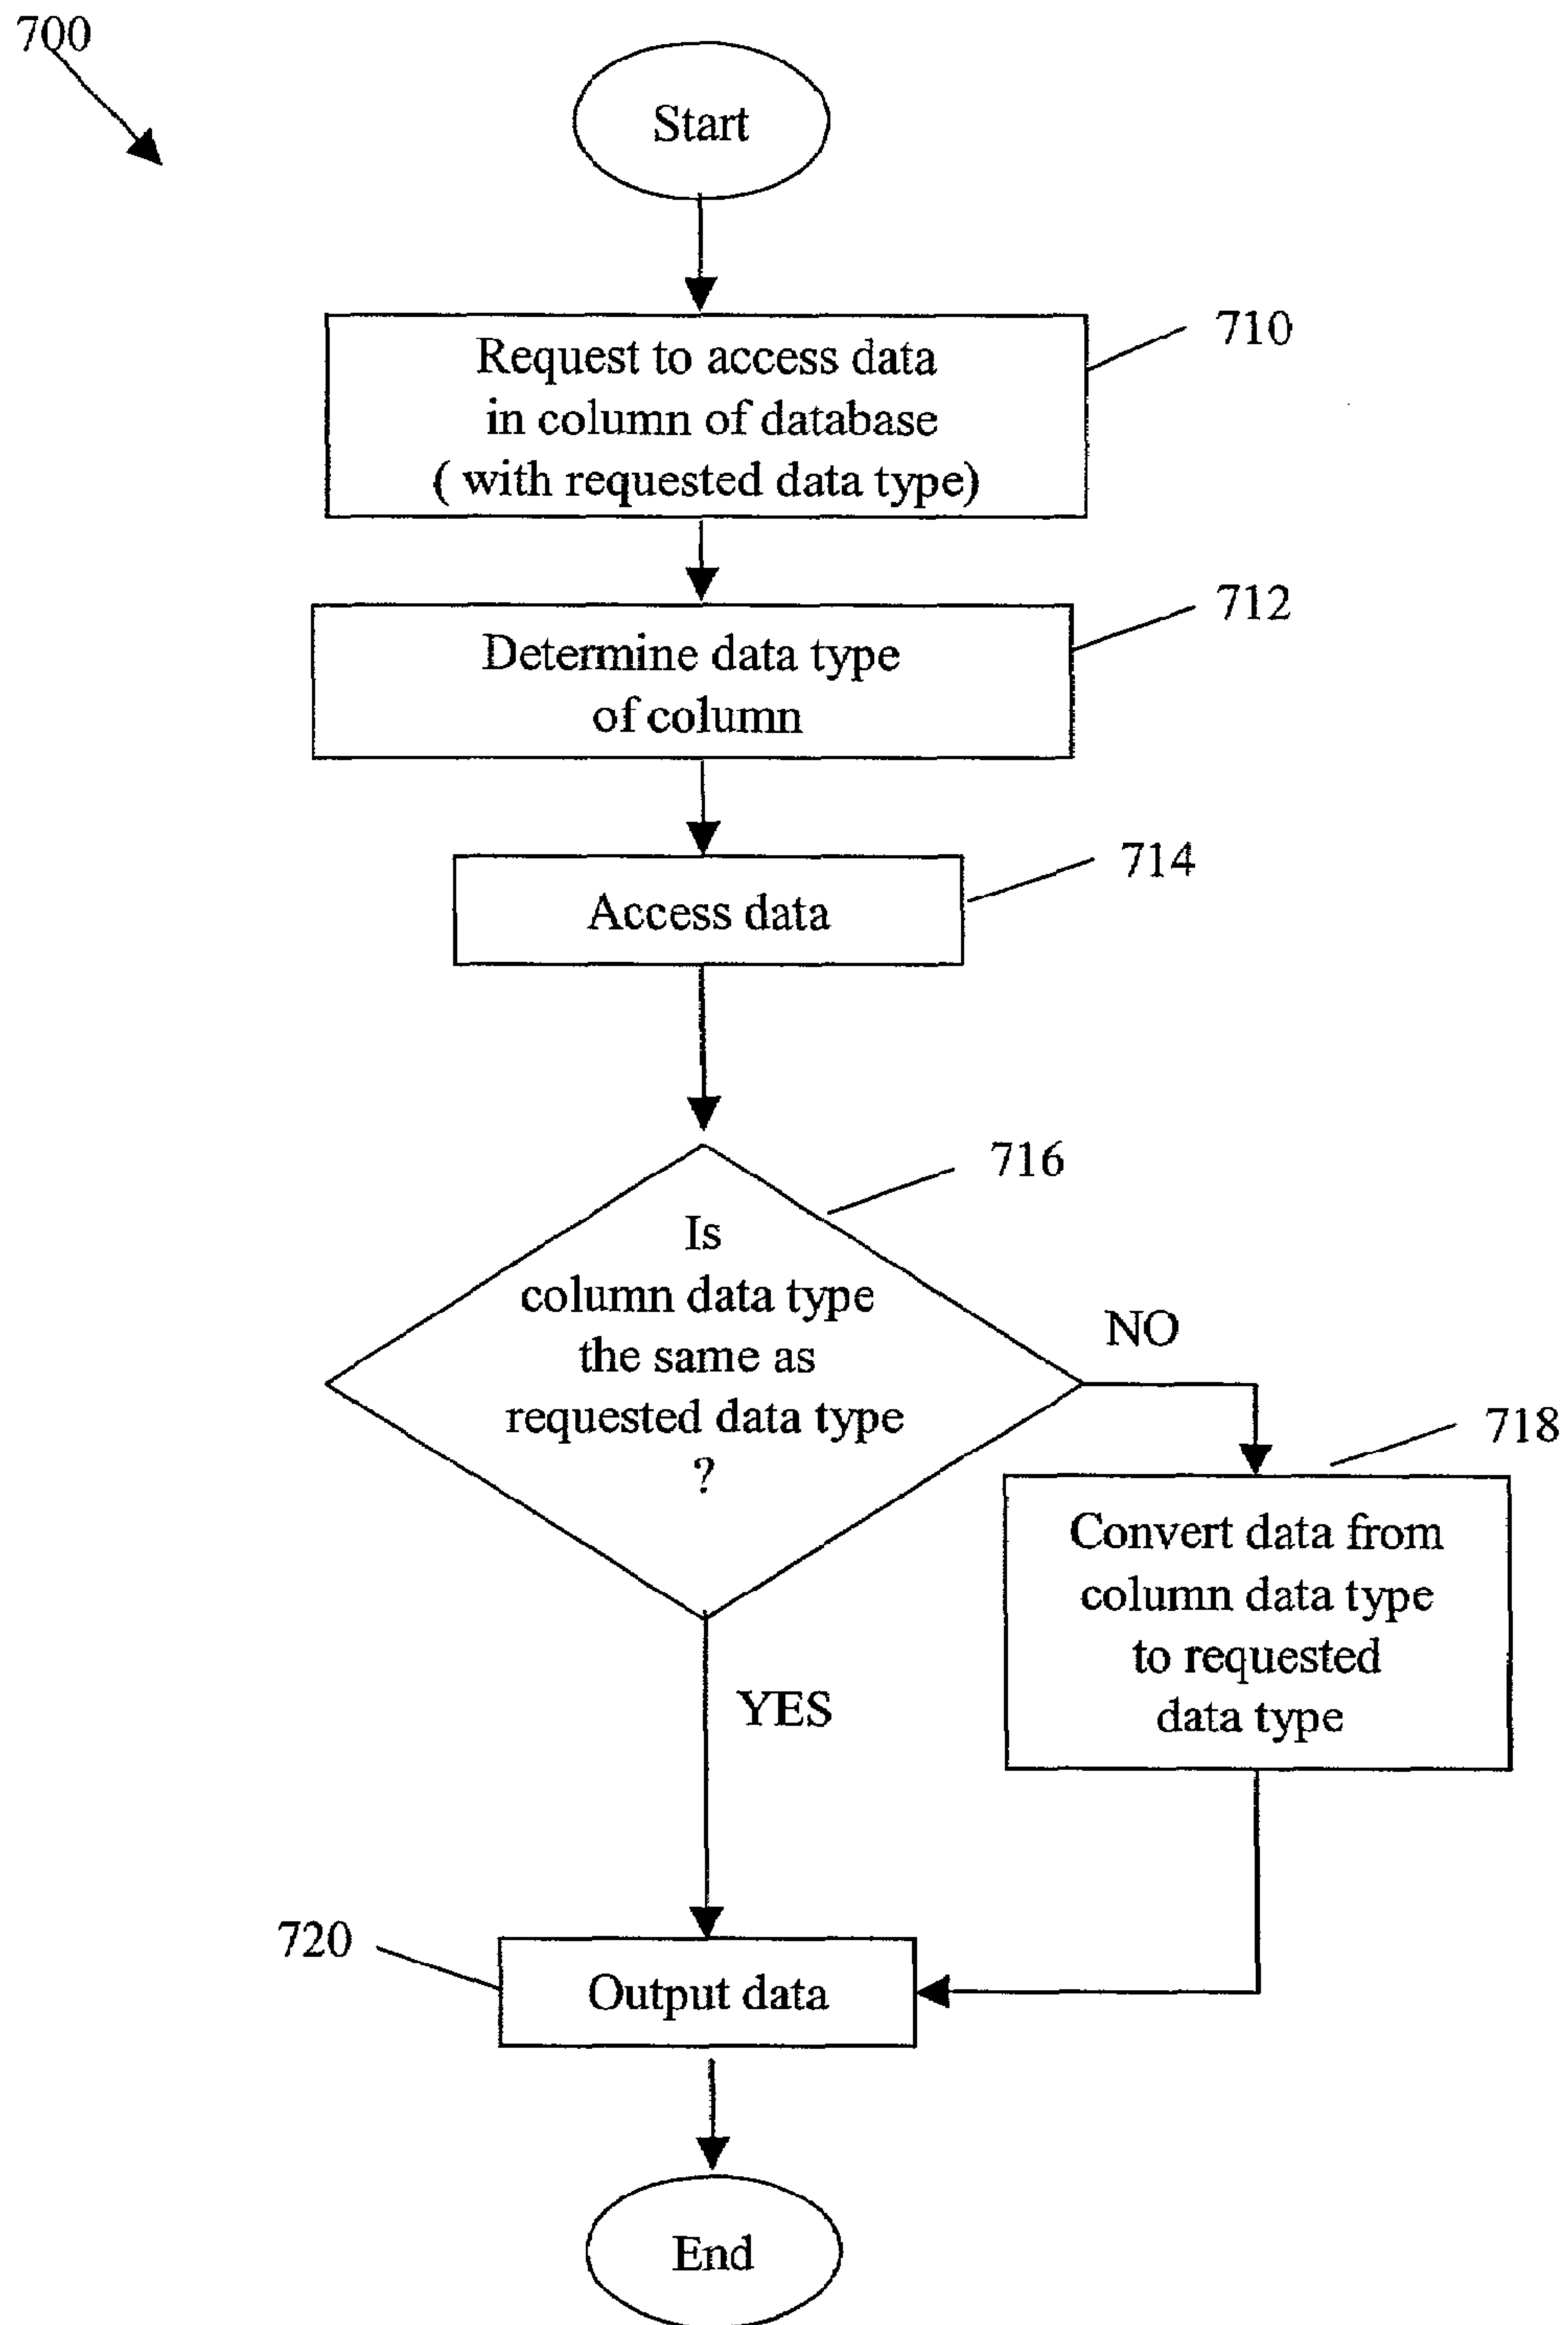 700
Start
Request to access data
in column of database
( with requested data type)
710
Determine data type
of column
712
Access data
714
716
Is
column data type
the same as
requested data type
?
NO
718
Convert data from
column data type
to requested
data type
YES
720
Output data
End